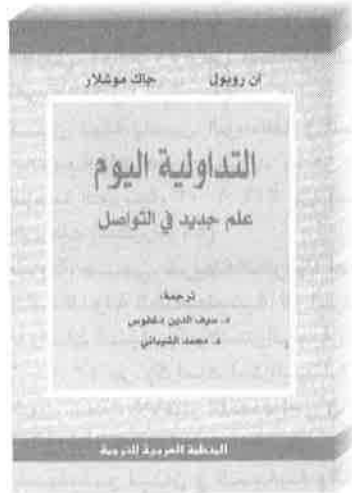 آن روبول جاك موشلار
التداولية اليوم
علم جديد في التواصل
ترجمة:
د. سيف الدين دغفوس
د. محمد الشيباني
المنظمة العربية للترجمة